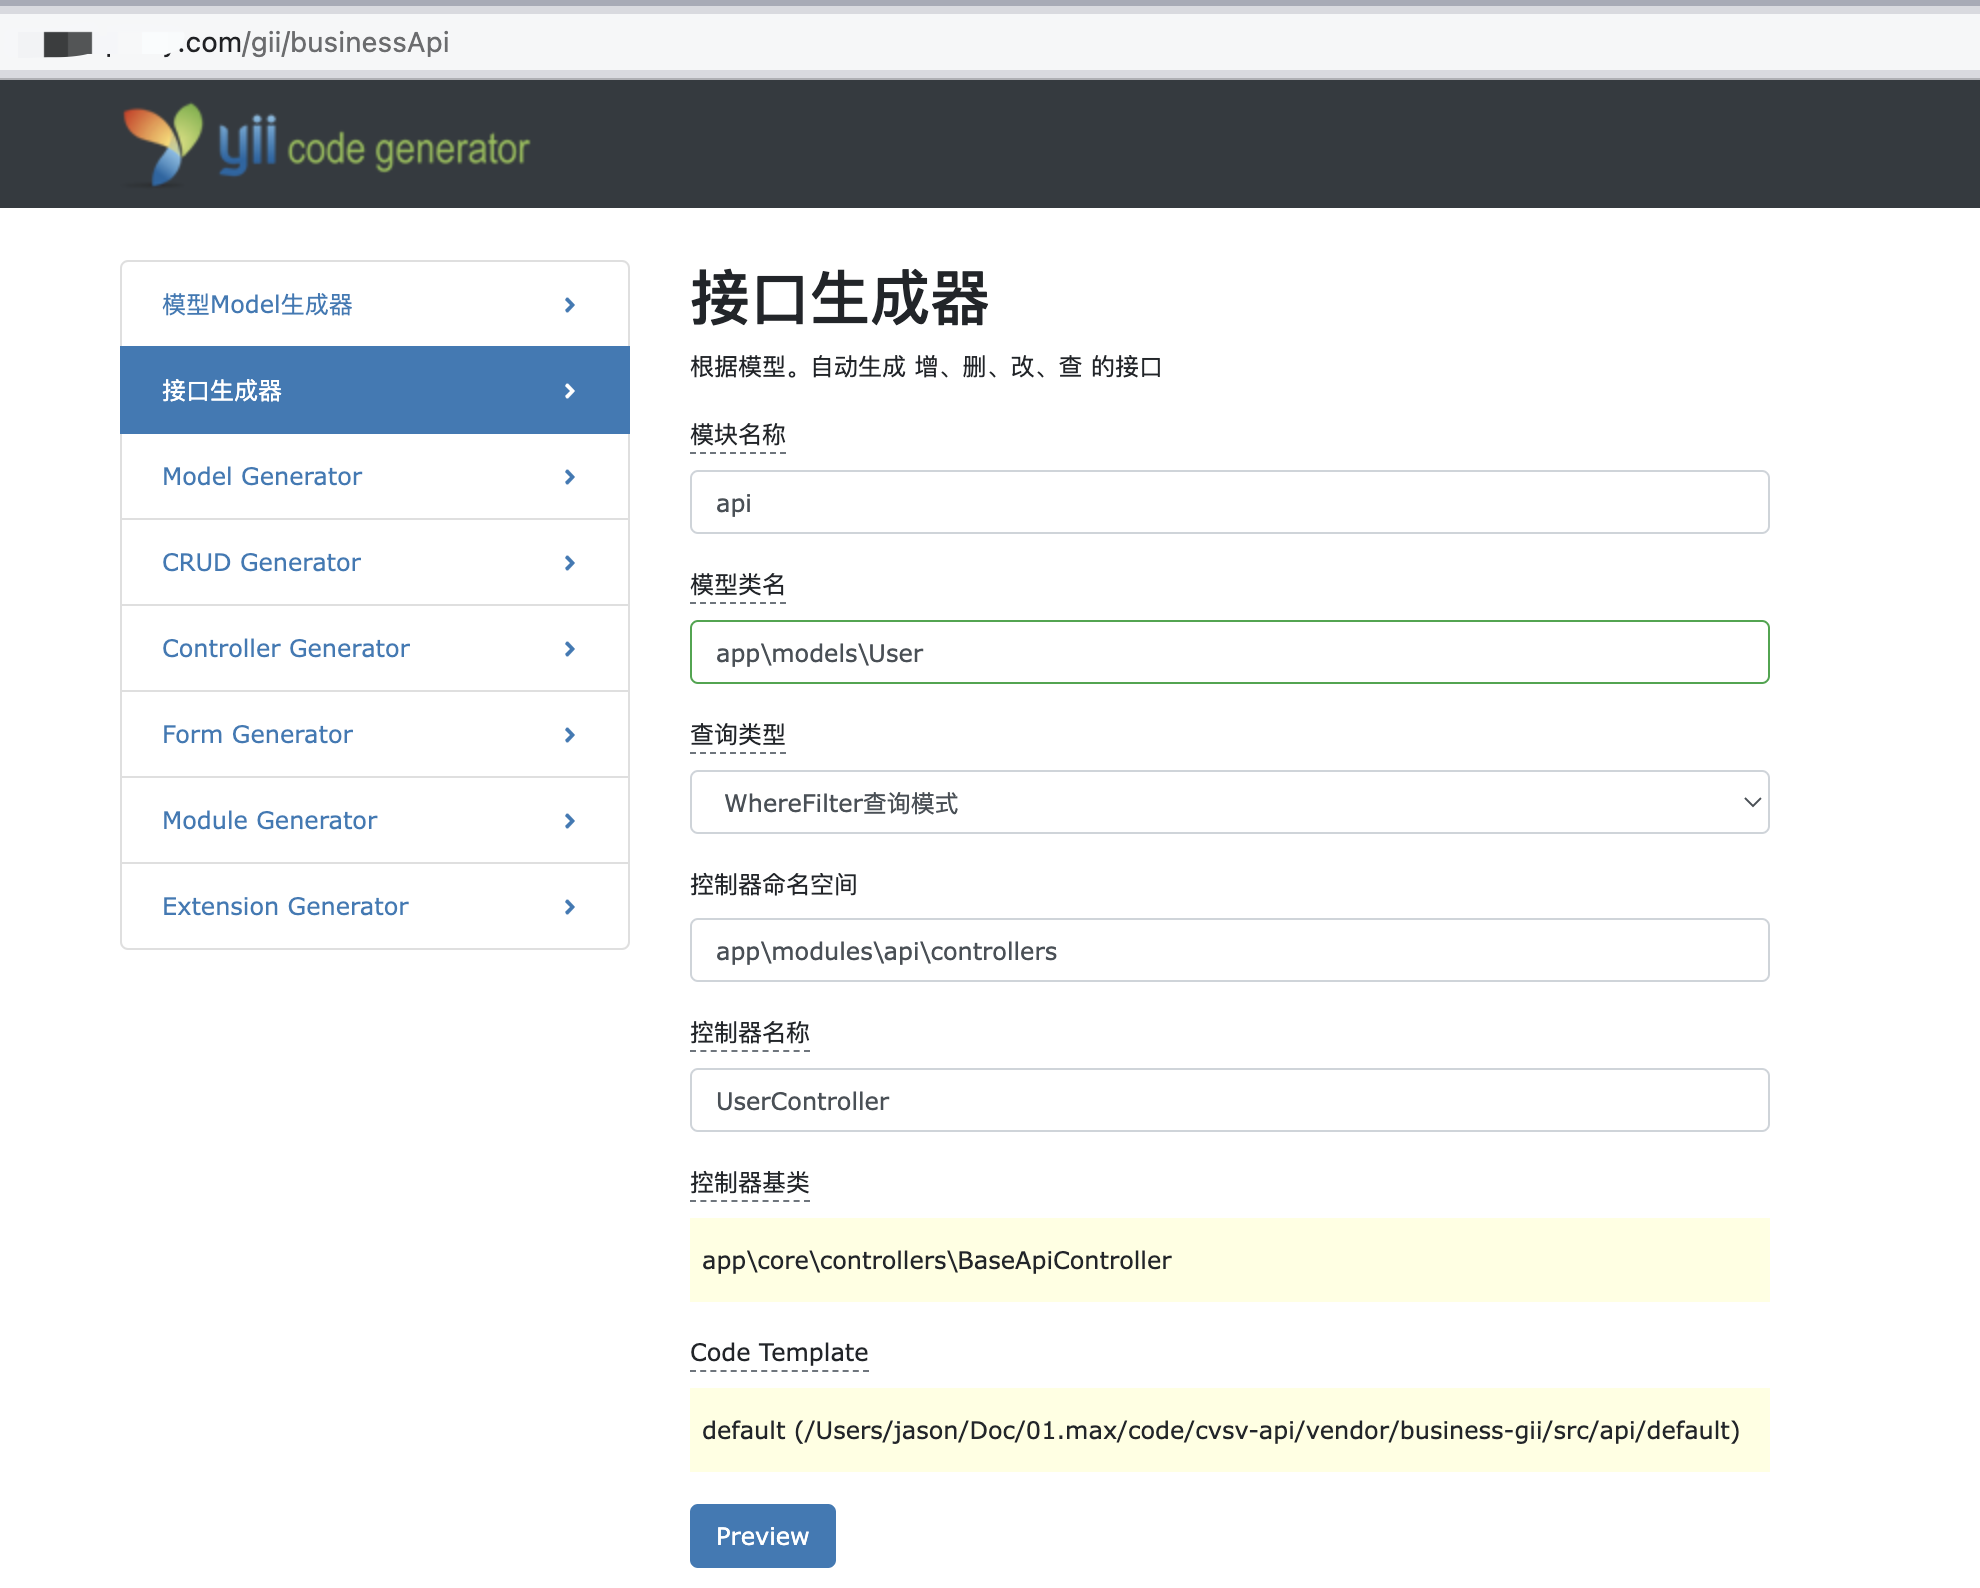 .com/gii/businessApi
yii code generator
模型Model生成器
接口生成器
Model Generator
CRUD Generator
Controller Generator
Form Generator
Module Generator
Extension Generator
接口生成器
根据模型。自动生成 增、删、改、查 的接口
模块名称
api
模型类名
app\models\User
查询类型
WhereFilter查询模式
控制器命名空间
app\modules\api\controllers
控制器名称
UserController
控制器基类
app\core\controllers\BaseApiController
Code Template
default (/Users/jason/Doc/01.max/code/cvsv-api/vendor/business-gii/src/api/default)
Preview